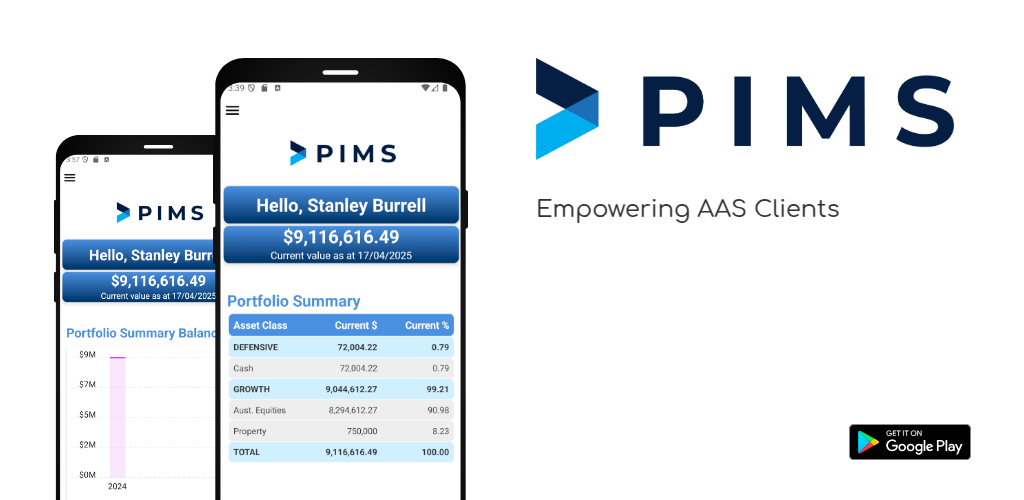 3:57
PIMS
Hello, Stanley Burr
$9,116,616.49
Current value as at 17/04/2025
Portfolio Summary Balanc
$9M
$7M
$5M
$2M
$0M
2024
3:39
PIMS
Hello, Stanley Burrell
$9,116,616.49
Current value as at 17/04/2025
Portfolio Summary
Asset Class Current $ Current %
DEFENSIVE 72,004.22 0.79
Cash 72,004.22 0.79
GROWTH 9,044,612.27 99.21
Aust. Equities 8,294,612.27 90.98
Property 750,000 8.23
TOTAL 9,116,616.49 100.00
PIMS
Empowering AAS Clients
GET IT ON
Google Play